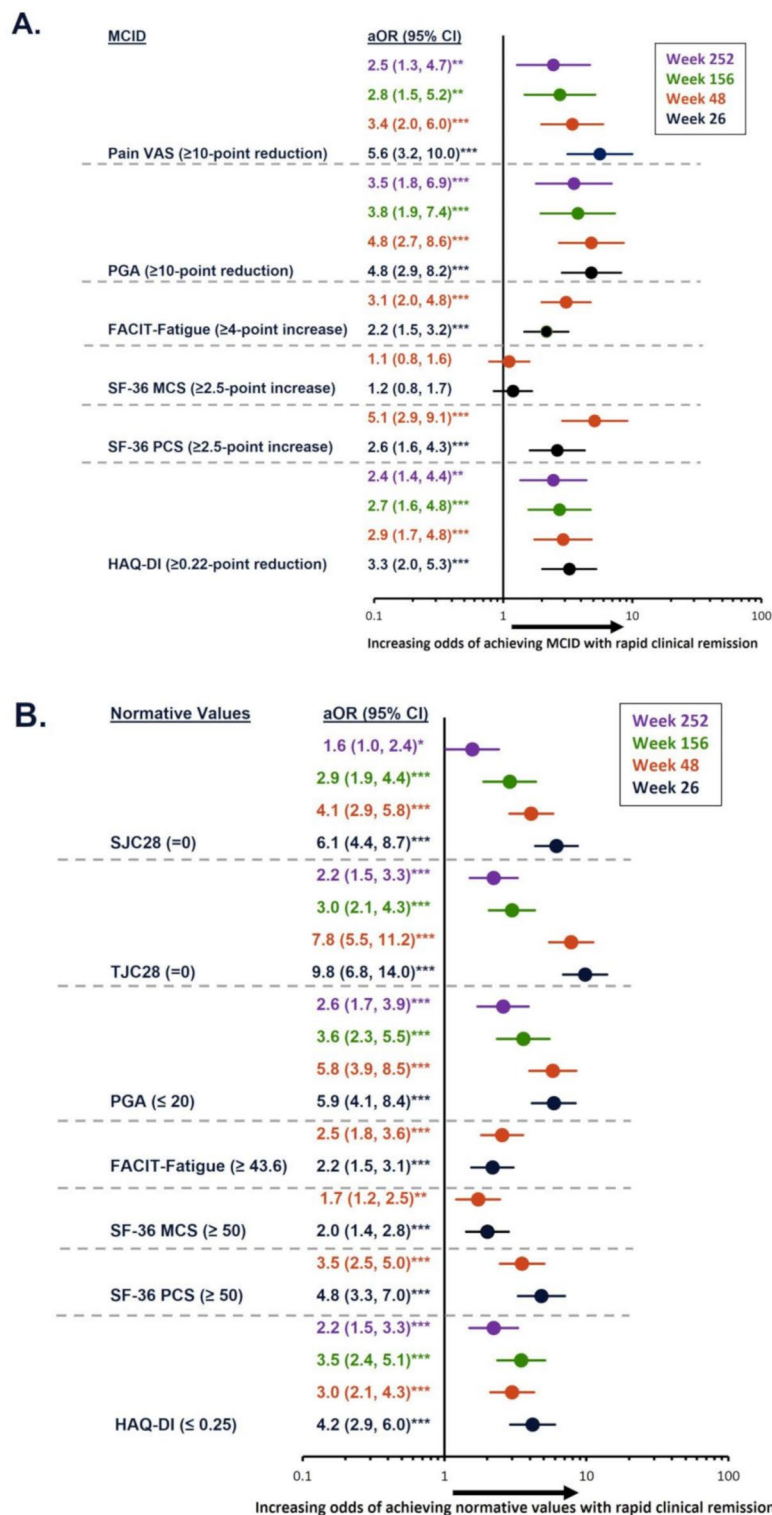 A.
MCID aOR (95% CI)
Week 252
Week 156
Week 48
Week 26
2.5 (1.3, 4.7)**
2.8 (1.5, 5.2)**
3.4 (2.0, 6.0)***
Pain VAS (≥10-point reduction) 5.6 (3.2, 10.0)***
3.5 (1.8, 6.9)***
3.8 (1.9, 7.4)***
4.8 (2.7, 8.6)***
PGA (≥10-point reduction) 4.8 (2.9, 8.2)***
3.1 (2.0, 4.8)***
FACIT-Fatigue (≥4-point increase) 2.2 (1.5, 3.2)***
1.1 (0.8, 1.6)
SF-36 MCS (≥2.5-point increase) 1.2 (0.8, 1.7)
5.1 (2.9, 9.1)***
SF-36 PCS (≥2.5-point increase) 2.6 (1.6, 4.3)***
2.4 (1.4, 4.4)**
2.7 (1.6, 4.8)***
2.9 (1.7, 4.8)***
HAQ-DI (≥0.22-point reduction) 3.3 (2.0, 5.3)***
0.1 1 10 100
Increasing odds of achieving MCID with rapid clinical remission
B.
Normative Values aOR (95% CI)
Week 252
Week 156
Week 48
Week 26
1.6 (1.0, 2.4)*
2.9 (1.9, 4.4)***
4.1 (2.9, 5.8)***
SJC28 (=0) 6.1 (4.4, 8.7)***
2.2 (1.5, 3.3)***
3.0 (2.1, 4.3)***
7.8 (5.5, 11.2)***
TJC28 (=0) 9.8 (6.8, 14.0)***
2.6 (1.7, 3.9)***
3.6 (2.3, 5.5)***
5.8 (3.9, 8.5)***
PGA (≤ 20) 5.9 (4.1, 8.4)***
2.5 (1.8, 3.6)***
FACIT-Fatigue (≥ 43.6) 2.2 (1.5, 3.1)***
1.7 (1.2, 2.5)**
SF-36 MCS (≥ 50) 2.0 (1.4, 2.8)***
3.5 (2.5, 5.0)***
SF-36 PCS (≥ 50) 4.8 (3.3, 7.0)***
2.2 (1.5, 3.3)***
3.5 (2.4, 5.1)***
3.0 (2.1, 4.3)***
HAQ-DI (≤ 0.25) 4.2 (2.9, 6.0)***
0.1 1 10 100
Increasing odds of achieving normative values with rapid clinical remission